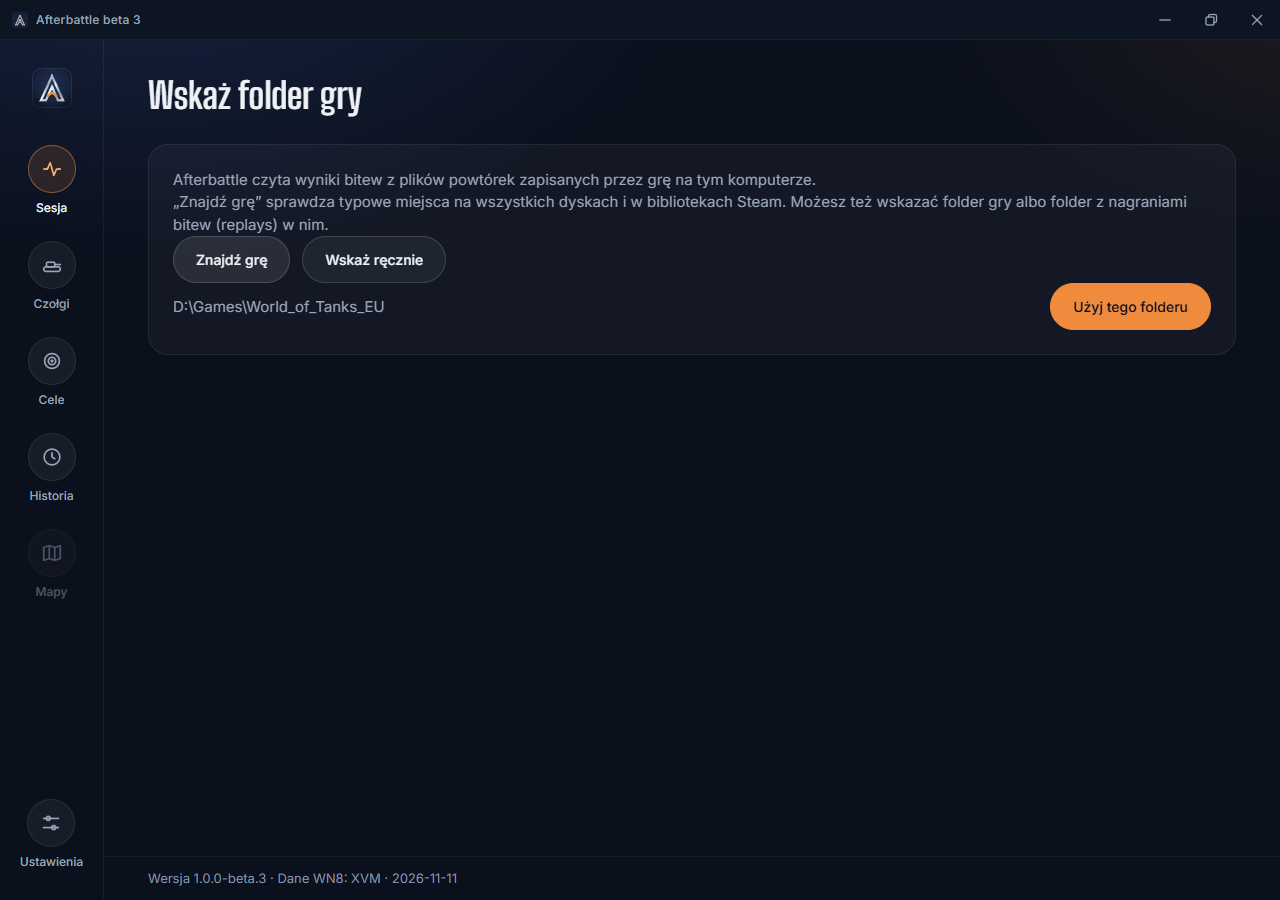 Afterbattle beta 3
Wskaż folder gry
Afterbattle czyta wyniki bitew z plików powtórek zapisanych przez grę na tym komputerze.
„Znajdź grę” sprawdza typowe miejsca na wszystkich dyskach i w bibliotekach Steam. Możesz też wskazać folder gry albo folder z nagraniami
bitew (replays) w nim.
Znajdź grę
Wskaż ręcznie
D:\Games\World_of_Tanks_EU
Użyj tego folderu
Sesja
Czołgi
Cele
Historia
Mapy
Ustawienia
Wersja 1.0.0-beta.3 · Dane WN8: XVM · 2026-11-11